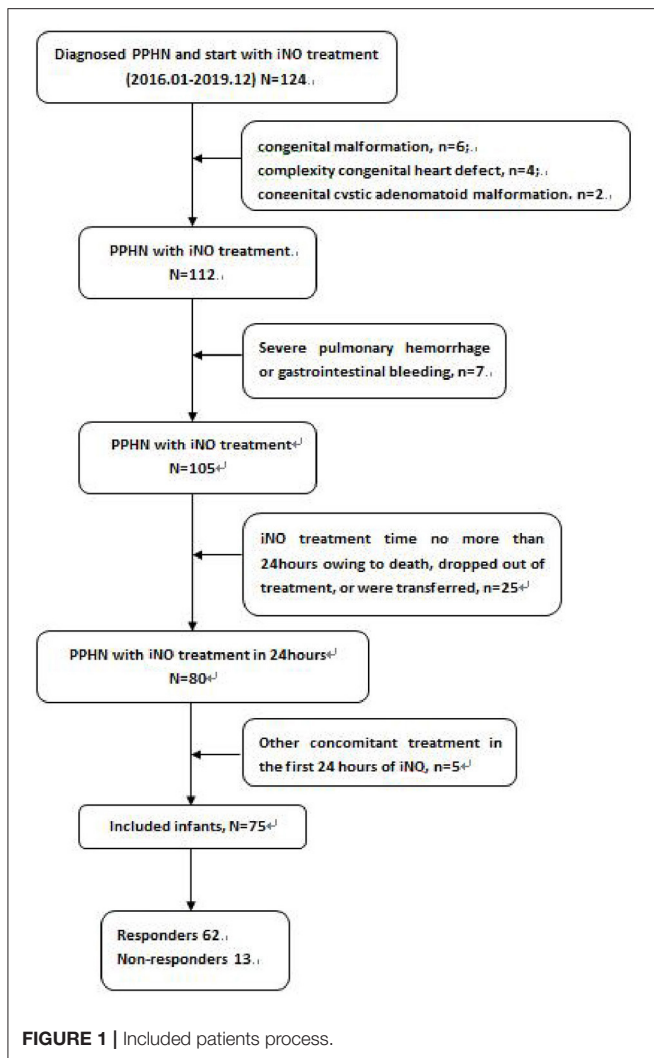 Diagnosed PPHN and start with iNO treatment
(2016.01-2019.12) N=124.
congenital malformation, n=6;.
complexity congenital heart defect, n=4;.
congenital cystic adenomatoid malformation. n=2.
PPHN with iNO treatment.
N=112.
Severe pulmonary hemorrhage
or gastrointestinal bleeding, n=7.
PPHN with iNO treatment↵
N=105↵
iNO treatment time no more than
24hours owing to death, dropped out of
treatment, or were transferred, n=25↵
PPHN with iNO treatment in 24hours↵
N=80↵
Other concomitant treatment in
the first 24 hours of iNO, n=5↵
Included infants, N=75↵
Responders 62.
Non-responders 13.
FIGURE 1 | Included patients process.